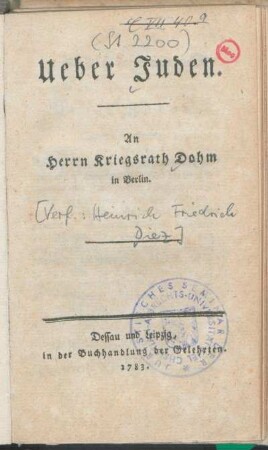 (S1 2200)
Ueber Juden.
An
Herrn Kriegsrath Dohm
in Berlin.
[Verf.: Heinrich Friedrich
Diez]
Dessau und Leipzig,
in der Buchhandlung der Gelehrten.
1783.